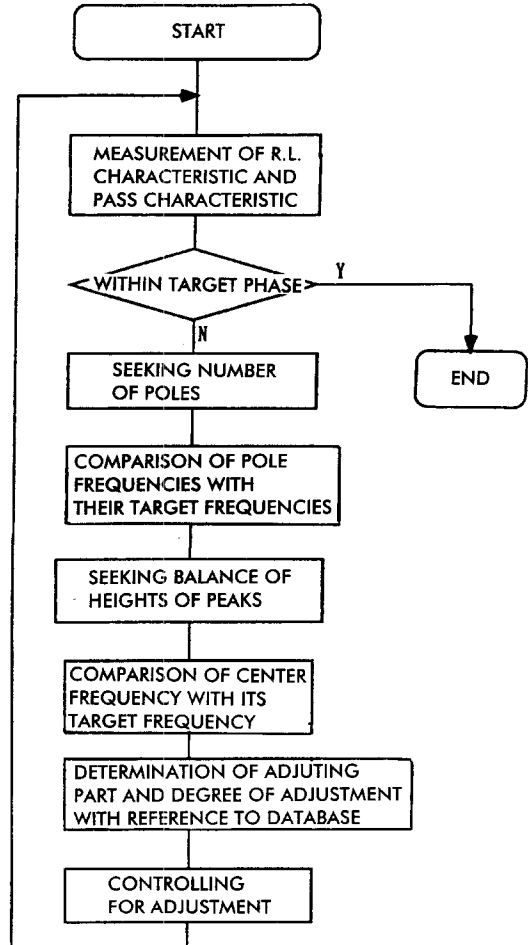 START
MEASUREMENT OF R.L.
CHARACTERISTIC AND
PASS CHARACTERISTIC
WITHIN TARGET PHASE
Y
N
SEEKING NUMBER
OF POLES
END
COMPARISON OF POLE
FREQUENCIES WITH
THEIR TARGET FREQUENCIES
SEEKING BALANCE OF
HEIGHTS OF PEAKS
COMPARISON OF CENTER
FREQUENCY WITH ITS
TARGET FREQUENCY
DETERMINATION OF ADJUTING
PART AND DEGREE OF ADJUSTMENT
WITH REFERENCE TO DATABASE
CONTROLLING
FOR ADJUSTMENT